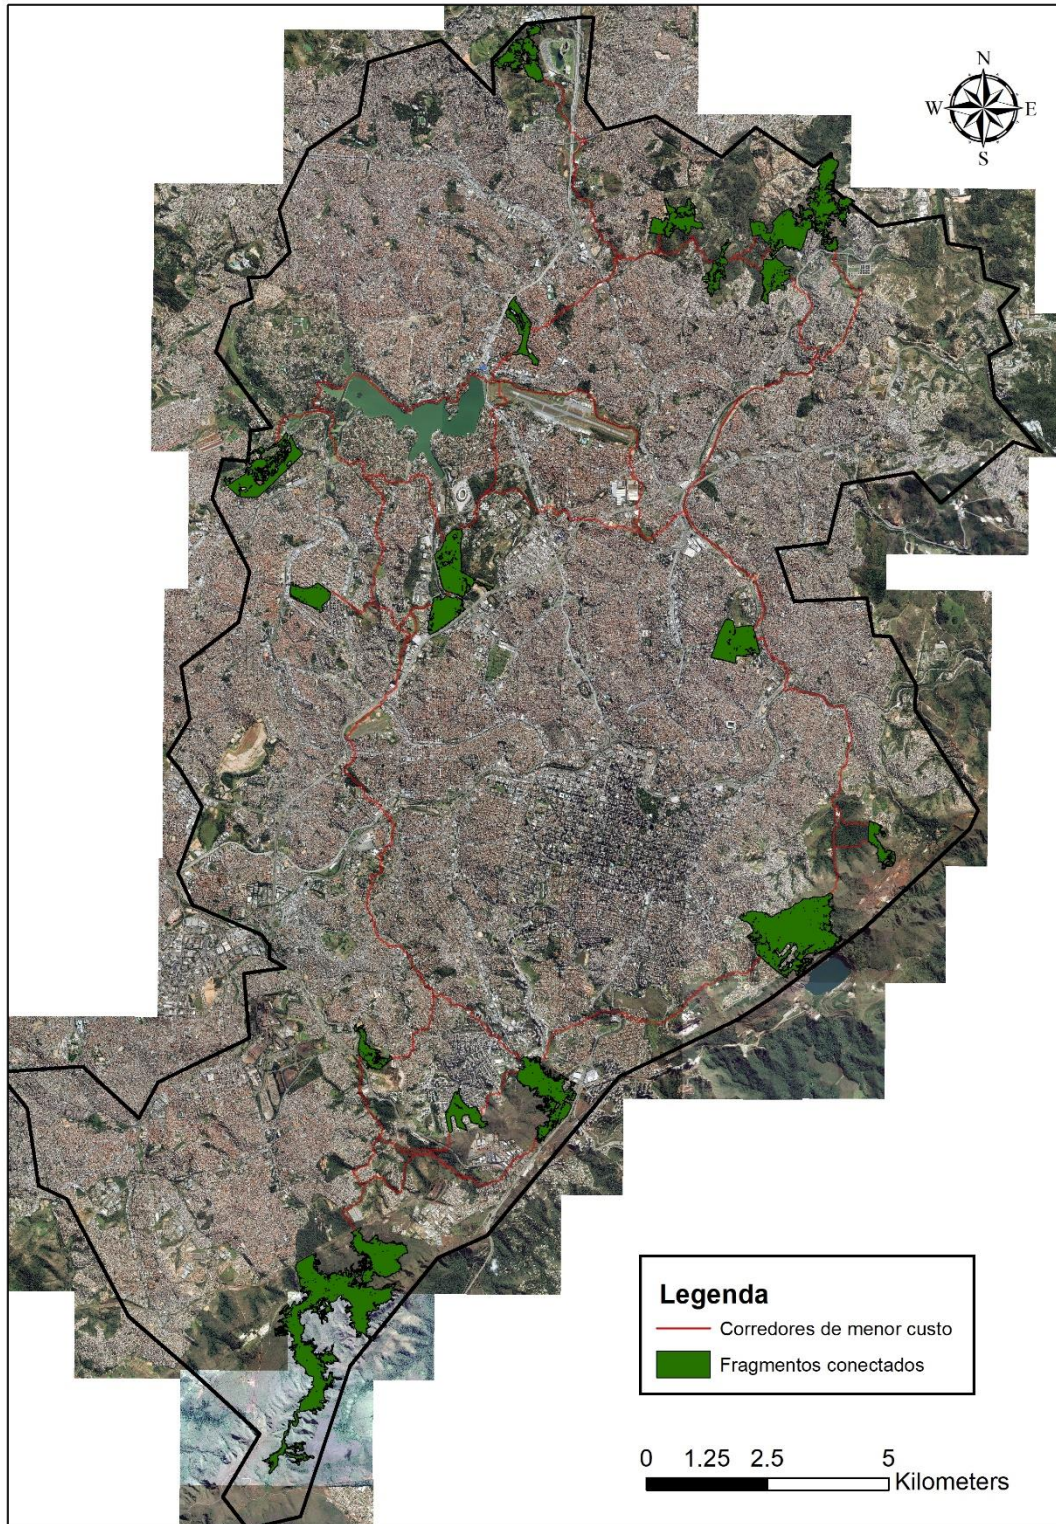 N
W E
S
Legenda
Corredores de menor custo
Fragmentos conectados
0 1.25 2.5 5
Kilometers